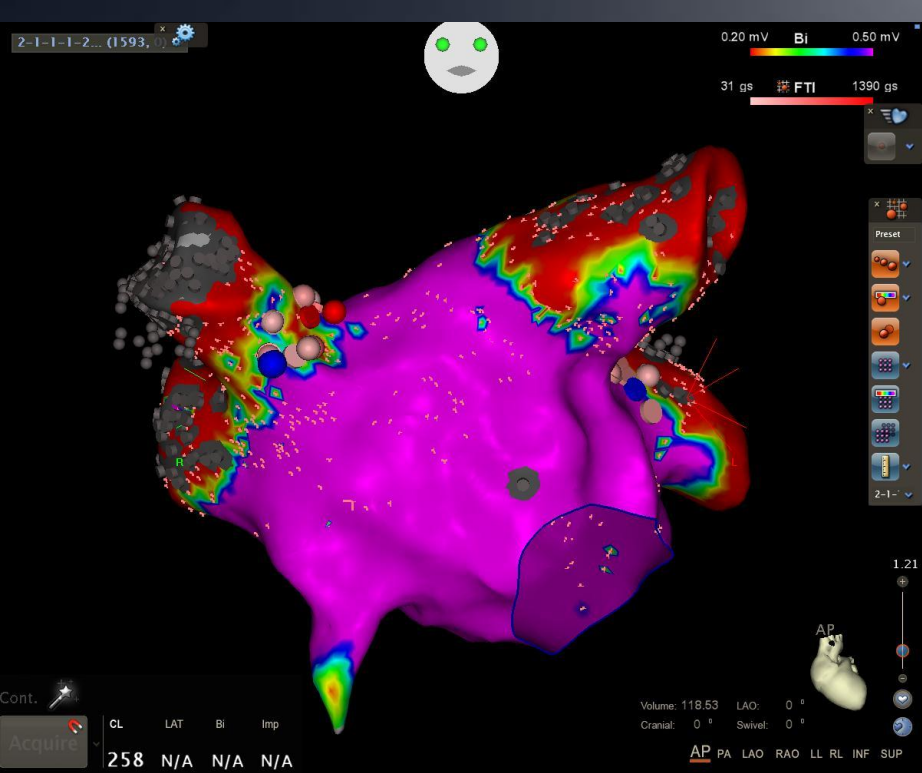 2-1-1-1-2... (1593, 0)
0.20 mV Bi 0.50 mV
31 gs FTI 1390 gs
Preset
R
L
2-1-
1.21
AP
Cont.
Acquire
CL LAT Bi Imp
258 N/A N/A N/A
Volume: 118.53 LAO: 0 °
Cranial: 0 ° Swivel: 0 °
AP PA LAO RAO LL RL INF SUP